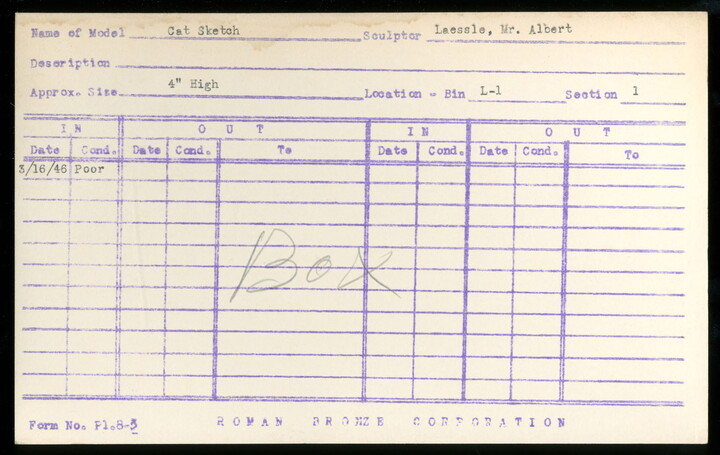 Name of Model Cat Sketch Sculptor Laessle, Mr. Albert
Description
Approx. Size 4" High Location - Bin L-1 Section 1
IN OUT IN OUT
Date Cond. Date Cond. To Date Cond. Date Cond. To
3/16/46 Poor
Box
Form No. Pl.8-5 ROMAN BRONZE CORPORATION